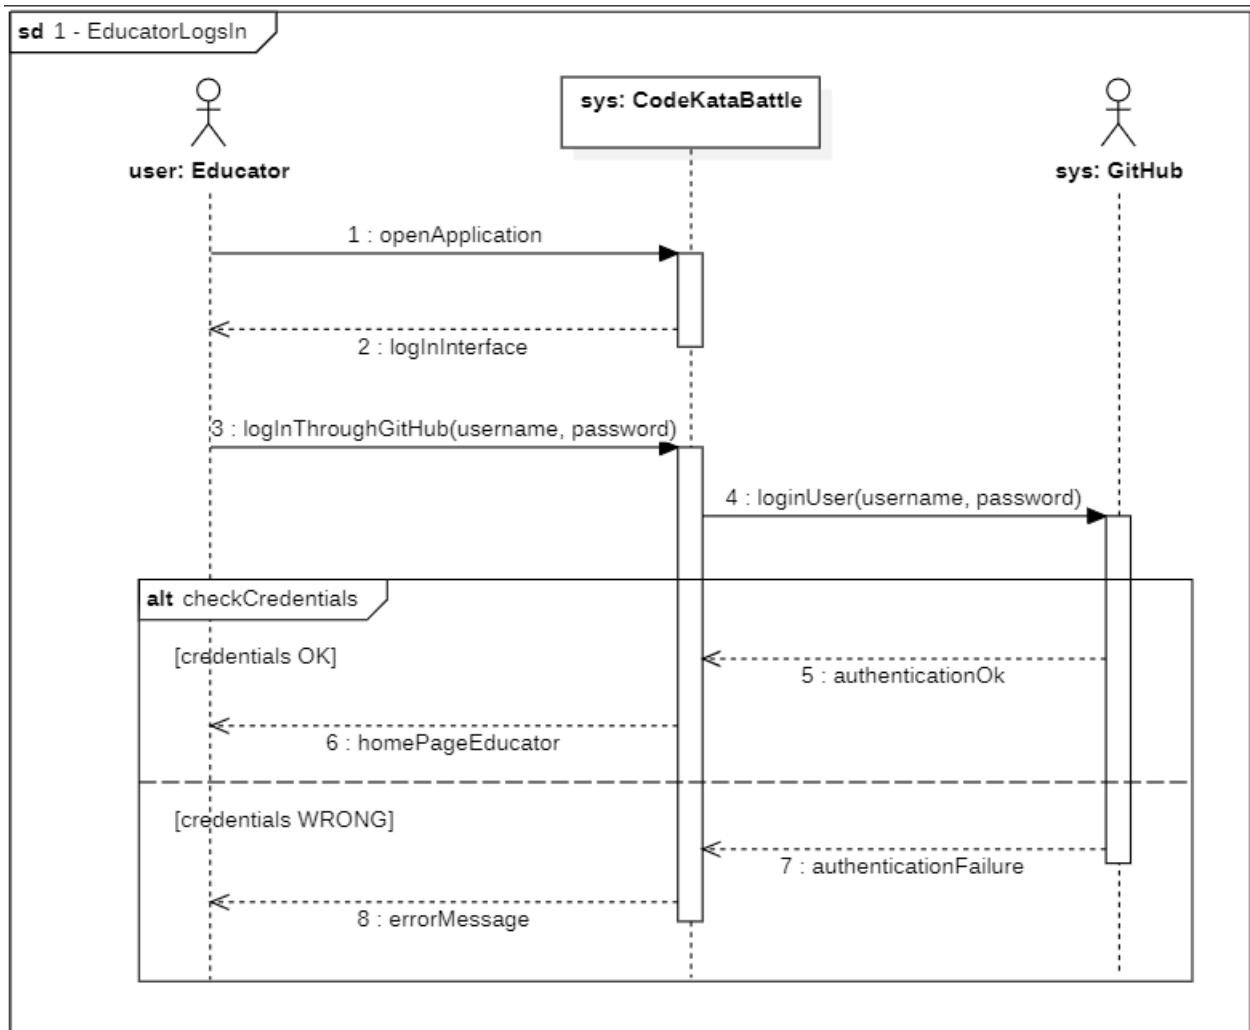 sd 1 - EducatorLogsIn
sys: CodeKataBattle
user: Educator
sys: GitHub
1 : openApplication
2 : logInInterface
3 : logInThroughGitHub(username, password)
4 : loginUser(username, password)
alt checkCredentials
[credentials OK]
5 : authenticationOk
6 : homePageEducator
[credentials WRONG]
7 : authenticationFailure
8 : errorMessage